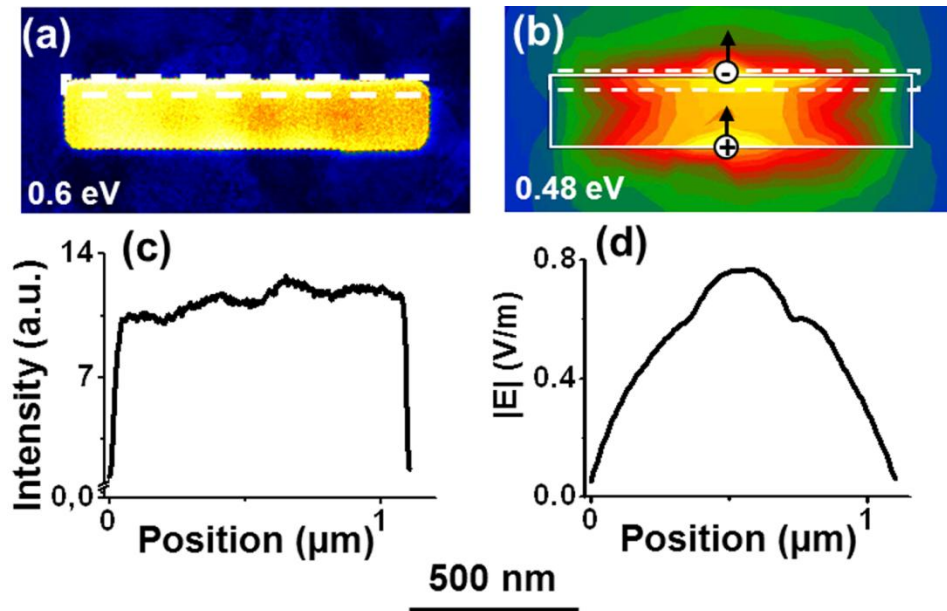 (a)
0.6 eV
(b)
-
+
0.48 eV
(c)
14
7
0,0
Intensity (a.u.)
0
1
Position (µm)
(d)
0.8
0.4
0.0
|E| (V/m)
0
1
Position (µm)
500 nm